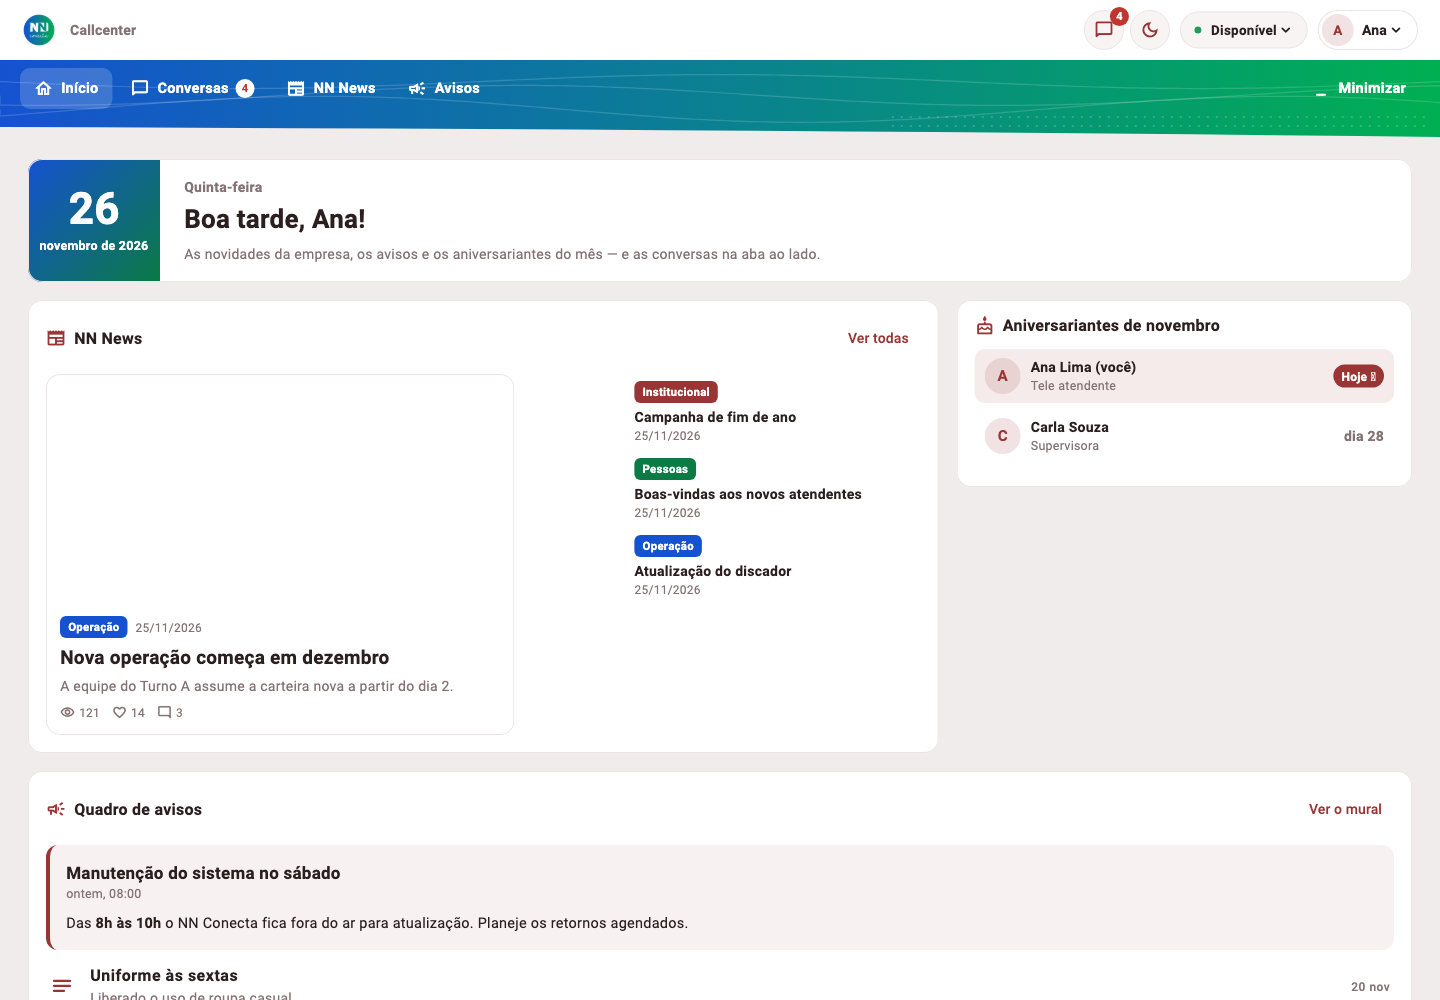 NN
Callcenter
4
Disponível
A
Ana
Início
Conversas
4
NN News
Avisos
Minimizar
26
novembro de 2026
Quinta-feira
Boa tarde, Ana!
As novidades da empresa, os avisos e os aniversariantes do mês — e as conversas na aba ao lado.
NN News
Ver todas
Operação
25/11/2026
Nova operação começa em dezembro
A equipe do Turno A assume a carteira nova a partir do dia 2.
121
14
3
Institucional
Campanha de fim de ano
25/11/2026
Pessoas
Boas-vindas aos novos atendentes
25/11/2026
Operação
Atualização do discador
25/11/2026
Aniversariantes de novembro
A
Ana Lima (você)
Tele atendente
Hoje
C
Carla Souza
Supervisora
dia 28
Quadro de avisos
Ver o mural
Manutenção do sistema no sábado
ontem, 08:00
Das 8h às 10h o NN Conecta fica fora do ar para atualização. Planeje os retornos agendados.
Uniforme às sextas
20 nov
Liberado o uso de roupa casual